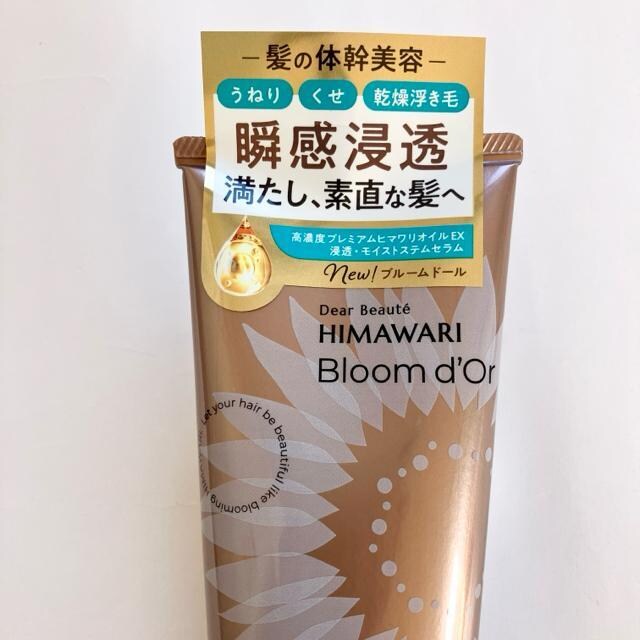 髪の体幹美容
うねり くせ 乾燥浮き毛
瞬感浸透
満たし、素直な髪へ
高濃度プレミアムヒマワリオイルEX
浸透・モイストステムセラム
New! ブルームドール
Dear Beauté
HIMAWARI
Bloom d'Or
Let your hair be beautiful like blooming